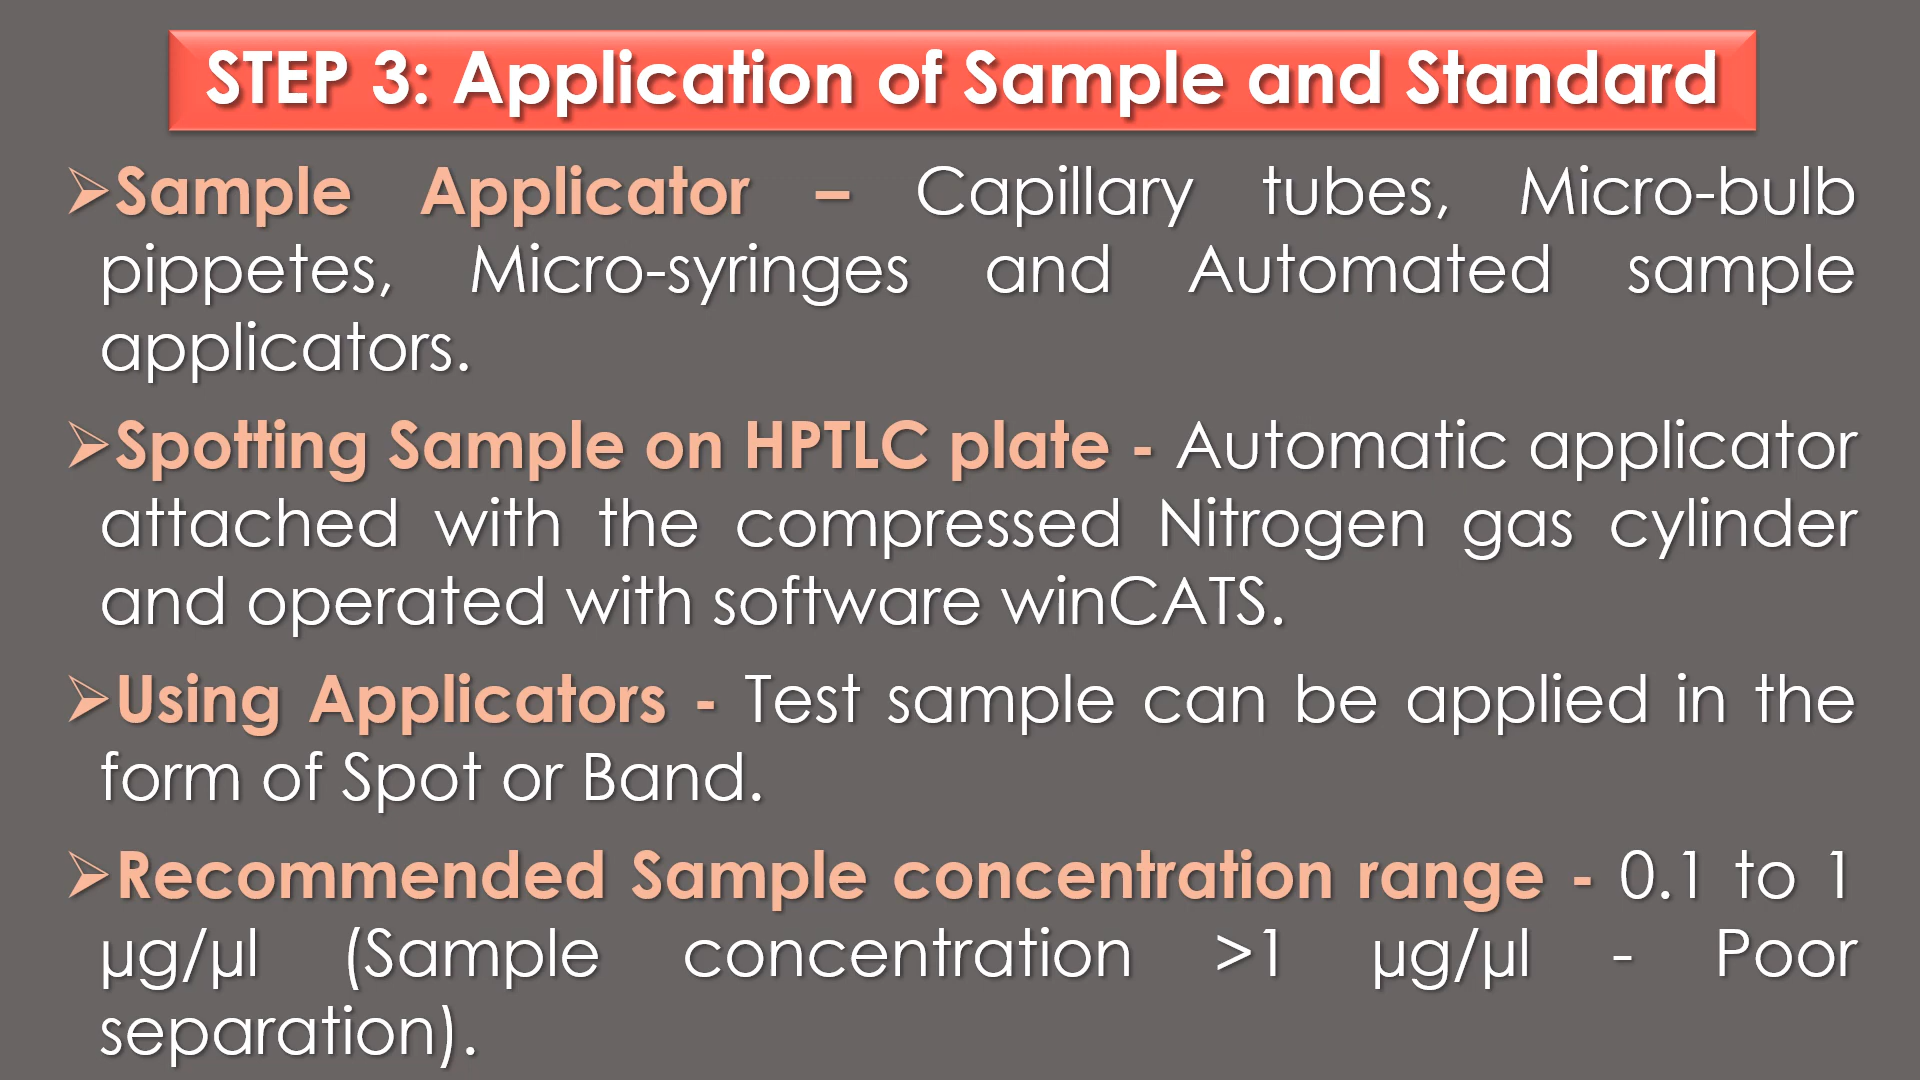 STEP 3: Application of Sample and Standard
➢Sample Applicator – Capillary tubes, Micro-bulb
pippetes, Micro-syringes and Automated sample
applicators.
➢Spotting Sample on HPTLC plate - Automatic applicator
attached with the compressed Nitrogen gas cylinder
and operated with software winCATS.
➢Using Applicators - Test sample can be applied in the
form of Spot or Band.
➢Recommended Sample concentration range - 0.1 to 1
µg/µl (Sample concentration >1 µg/µl - Poor
separation).